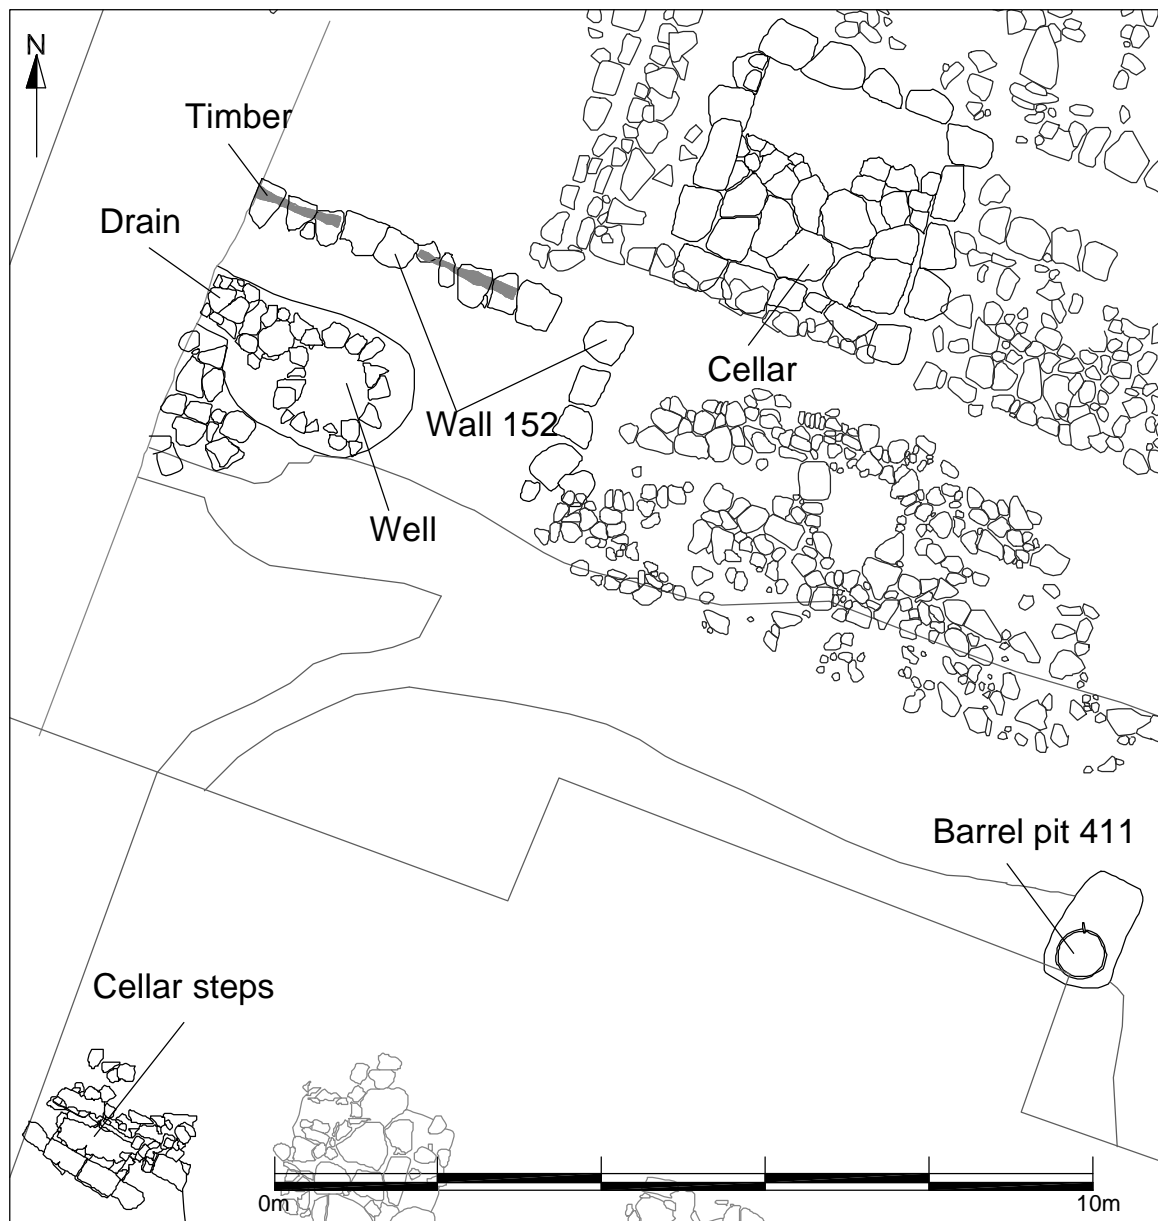 N
Timber
Drain
Cellar
Wall 152
Well
Barrel pit 411
Cellar steps
0m
10m